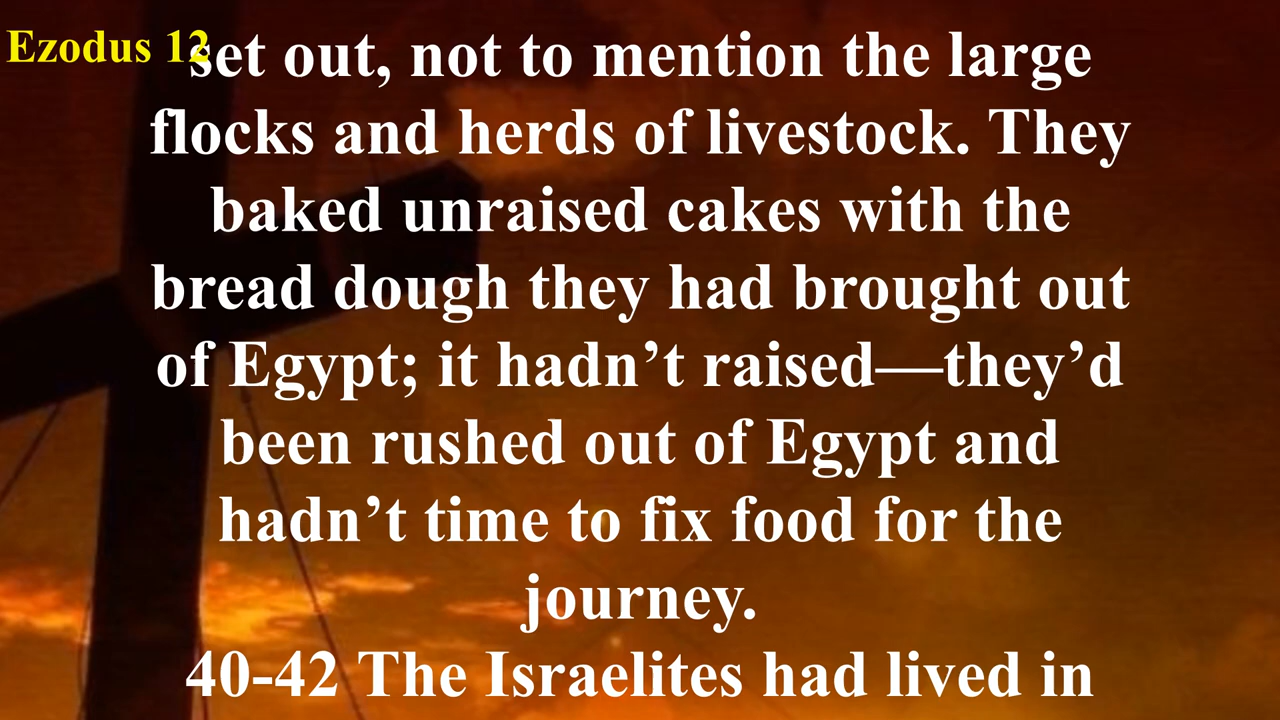 Ezodus 12
set out, not to mention the large
flocks and herds of livestock. They
baked unraised cakes with the
bread dough they had brought out
of Egypt; it hadn’t raised—they’d
been rushed out of Egypt and
hadn’t time to fix food for the
journey.
40-42 The Israelites had lived in